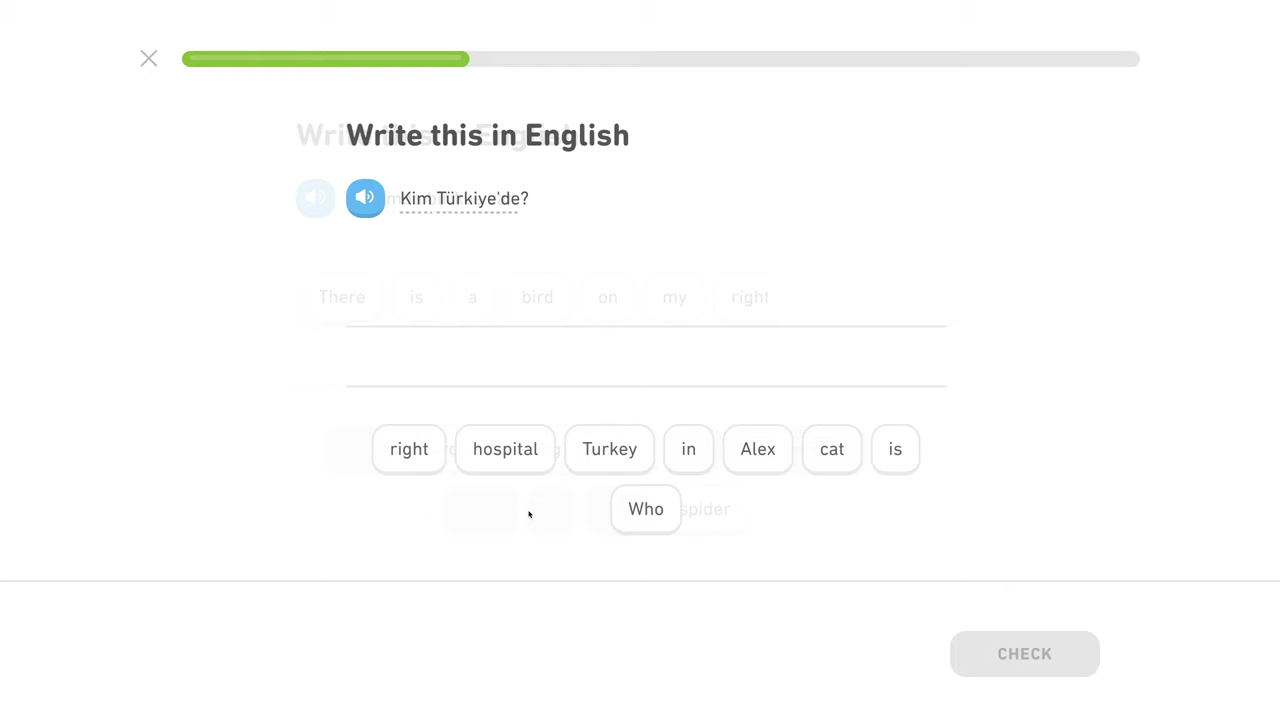 Write this in English
Kim Türkiye'de?
There is a bird on my right
right hospital Turkey in Alex cat is
Who spider
CHECK